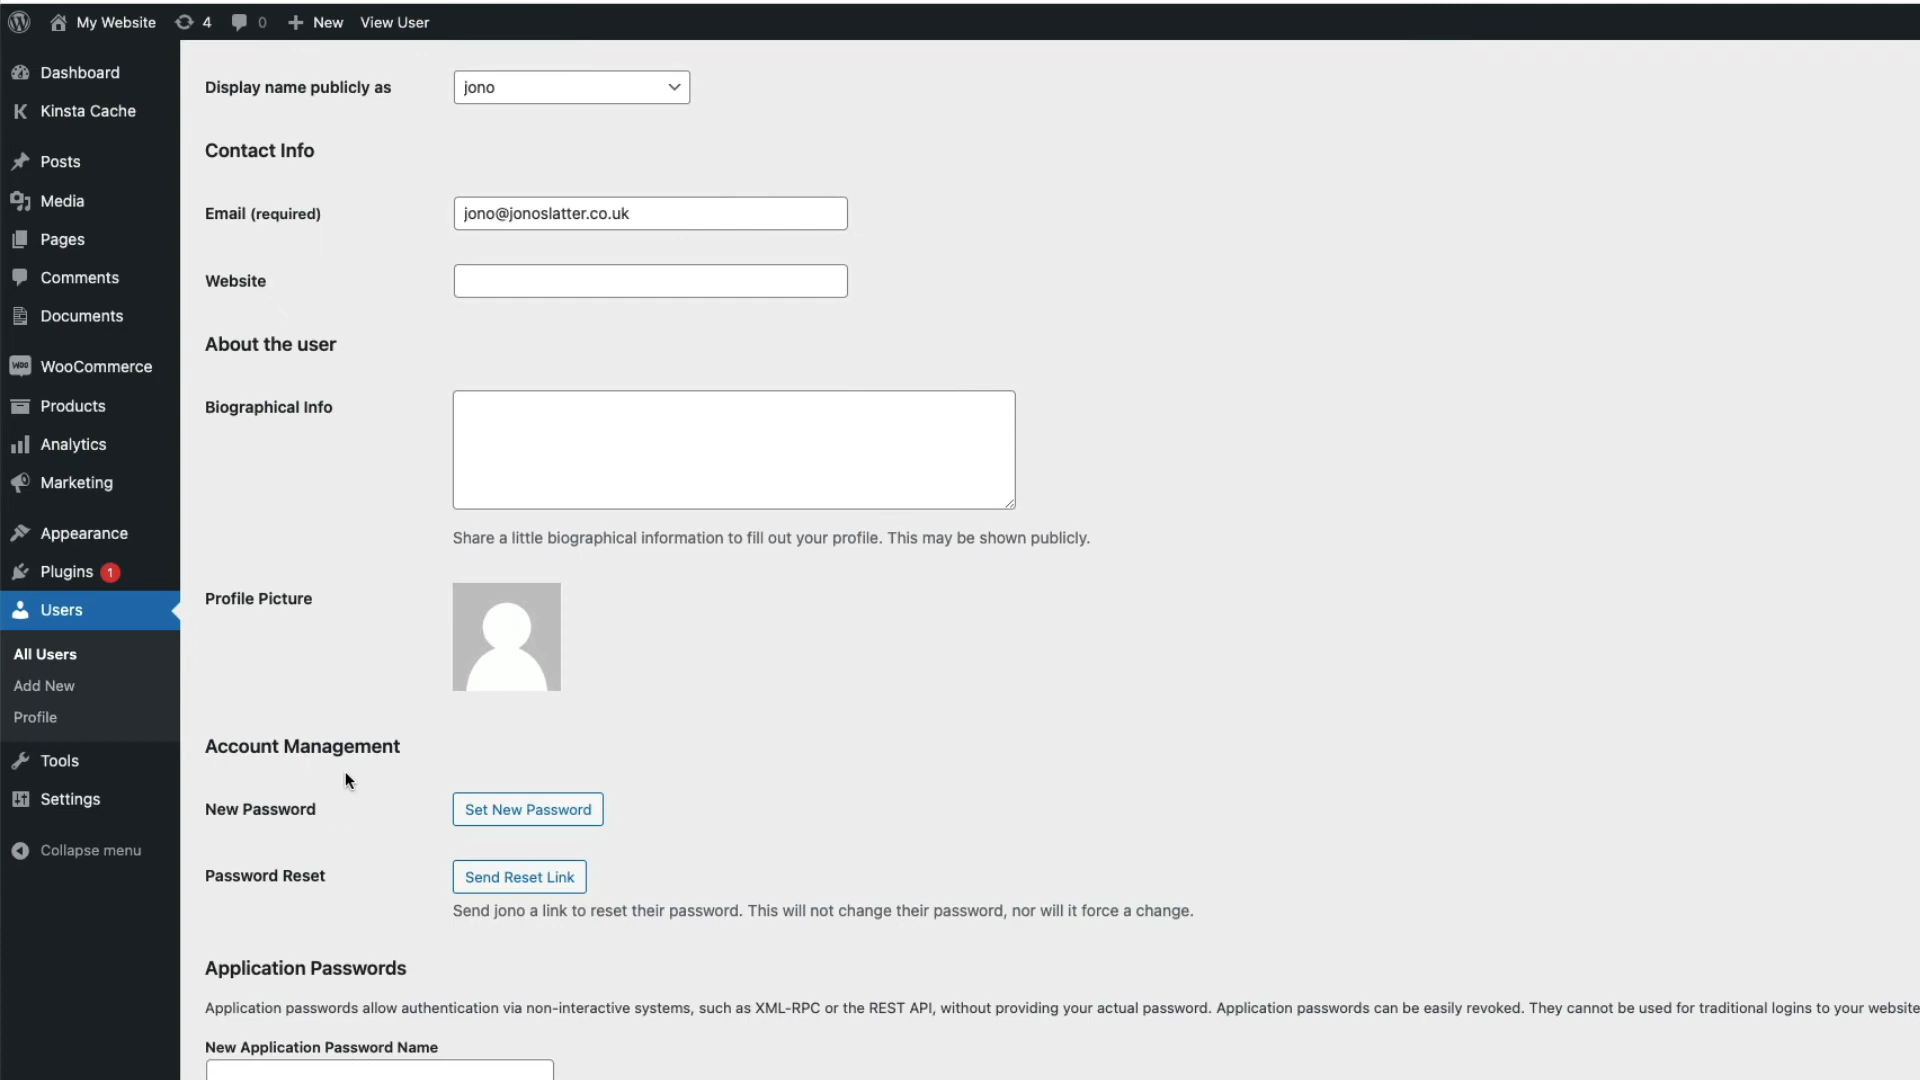 My Website
4
0
New
View User
Dashboard
Kinsta Cache
Posts
Media
Pages
Comments
Documents
WooCommerce
Products
Analytics
Marketing
Appearance
Plugins 1
Users
All Users
Add New
Profile
Tools
Settings
Collapse menu
Display name publicly as
jono
Contact Info
Email (required)
jono@jonoslatter.co.uk
Website
About the user
Biographical Info
Share a little biographical information to fill out your profile. This may be shown publicly.
Profile Picture
Account Management
New Password
Set New Password
Password Reset
Send Reset Link
Send jono a link to reset their password. This will not change their password, nor will it force a change.
Application Passwords
Application passwords allow authentication via non-interactive systems, such as XML-RPC or the REST API, without providing your actual password. Application passwords can be easily revoked. They cannot be used for traditional logins to your website
New Application Password Name